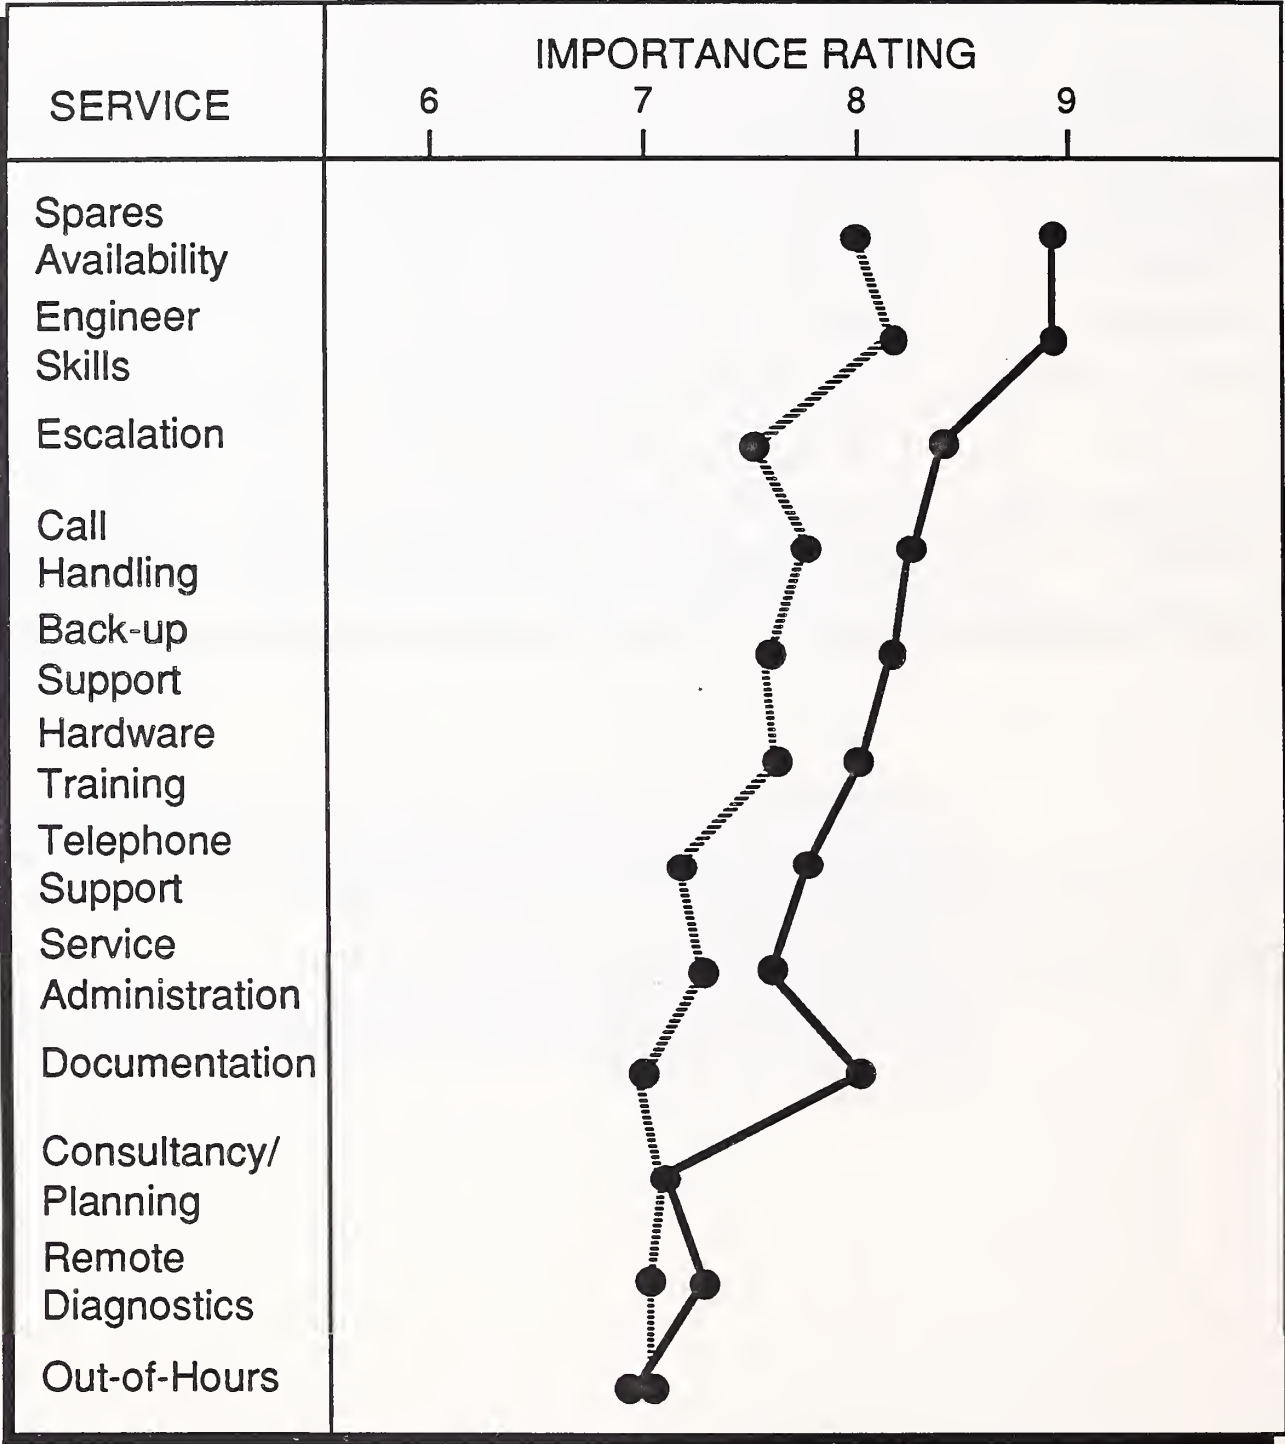 IMPORTANCE RATING
SERVICE
6 7 8 9
Spares
Availability
Engineer
Skills
Escalation
Call
Handling
Back-up
Support
Hardware
Training
Telephone
Support
Service
Administration
Documentation
Consultancy/
Planning
Remote
Diagnostics
Out-of-Hours